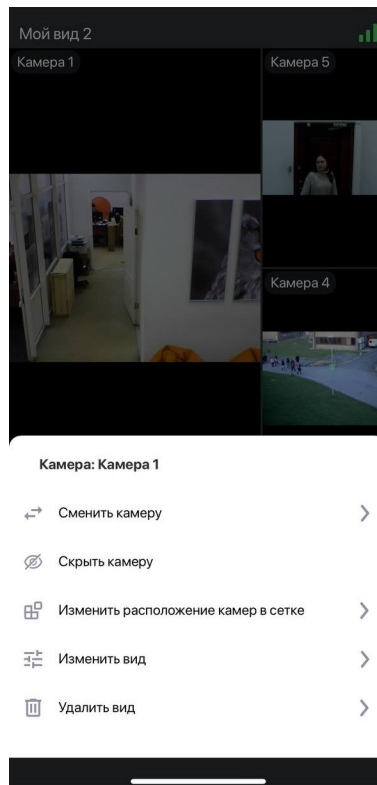 Мой вид 2
Камера 1
Камера 5
Камера 4
Камера: Камера 1
Сменить камеру
Скрыть камеру
Изменить расположение камер в сетке
Изменить вид
Удалить вид